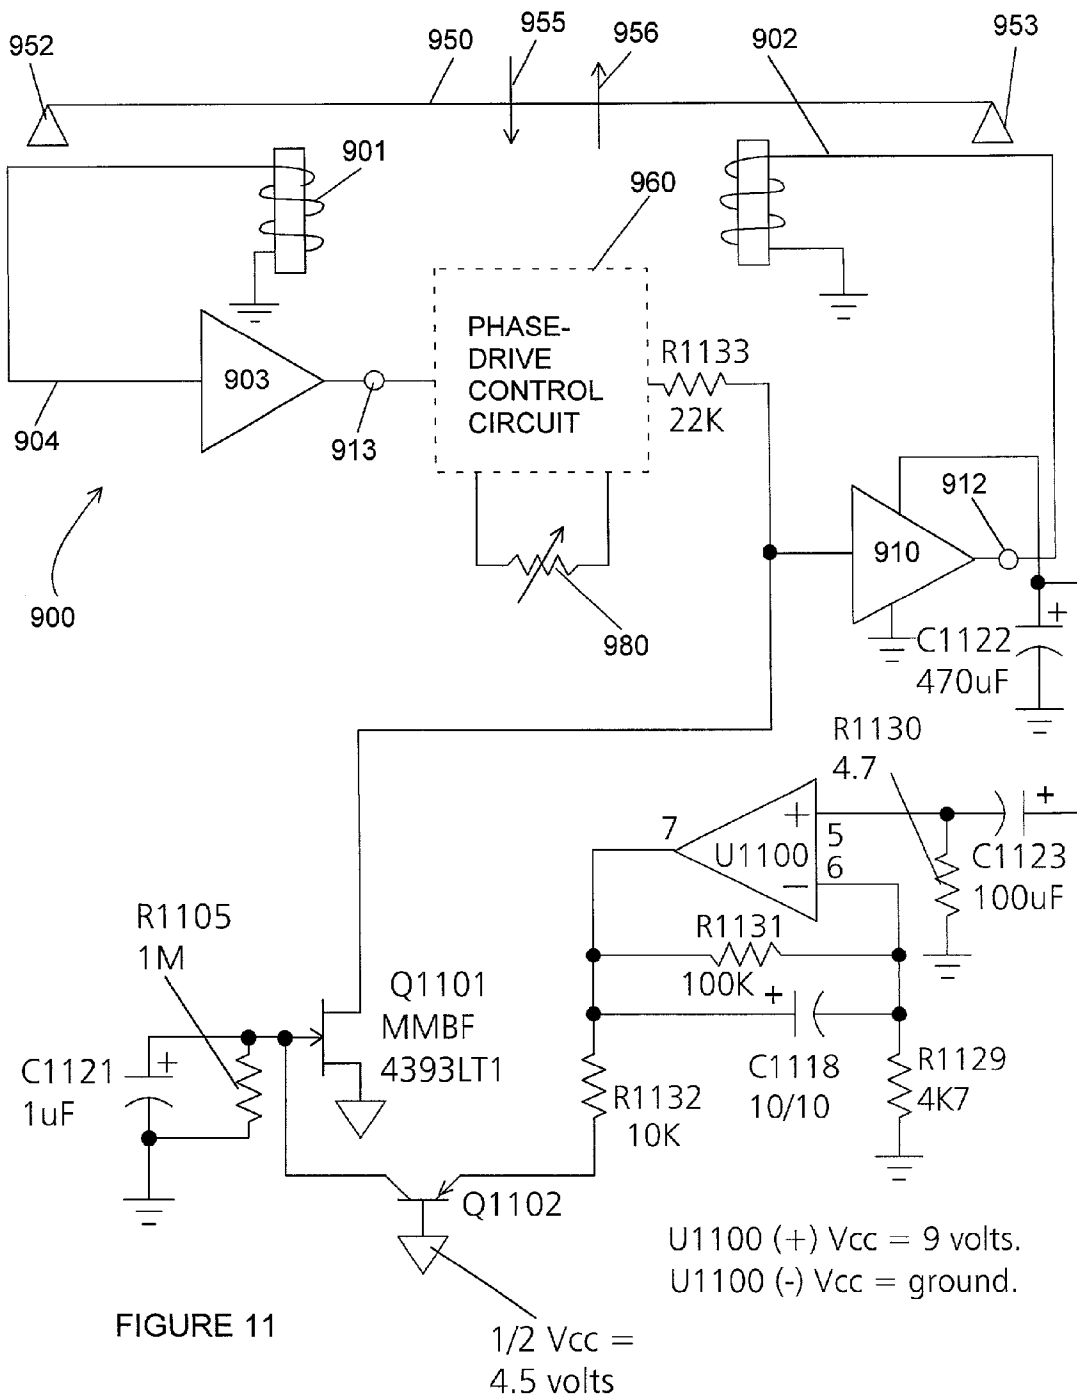 952
950
955
956
902
953
901
960
PHASE-
DRIVE
CONTROL
CIRCUIT
R1133
22K
903
904
913
912
910
900
980
C1122
+
470uF
R1130
4.7
7
+
5
U1100
6
−
+
C1123
100uF
R1105
1M
R1131
100K
Q1101
MMBF
4393LT1
+
C1121
+
1uF
C1118
10/10
R1129
4K7
R1132
10K
Q1102
U1100 (+) Vcc = 9 volts.
U1100 (-) Vcc = ground.
FIGURE 11
1/2 Vcc =
4.5 volts